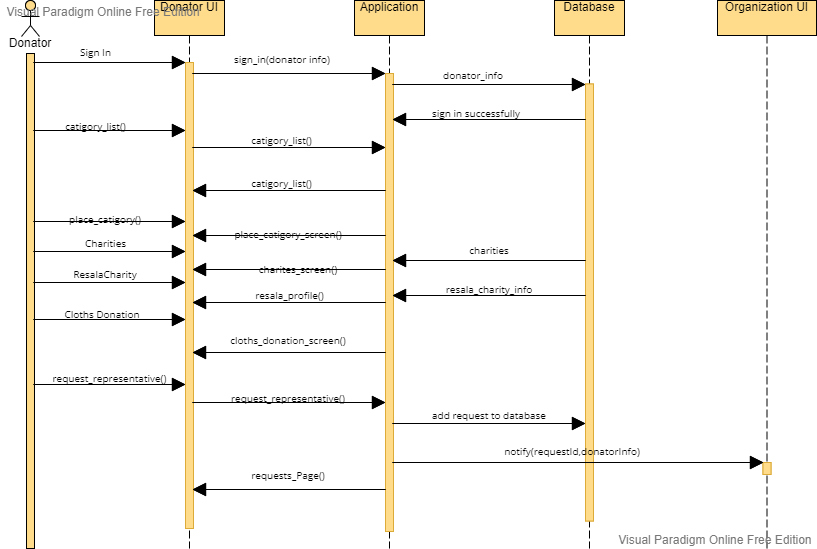 Visual Paradigm Online Free Edition
Donator UI
Application
Database
Organization UI
Donator
Sign In
sign_in(donator info)
donator_info
sign in successfully
catigory_list()
catigory_list()
catigory_list()
place_catigory()
place_catigory_screen()
Charities
charities
charites_screen()
ResalaCharity
resala_charity_info
resala_profile()
Cloths Donation
cloths_donation_screen()
request_representative()
request_representative()
add request to database
notify(requestId,donatorInfo)
requests_Page()
Visual Paradigm Online Free Edition